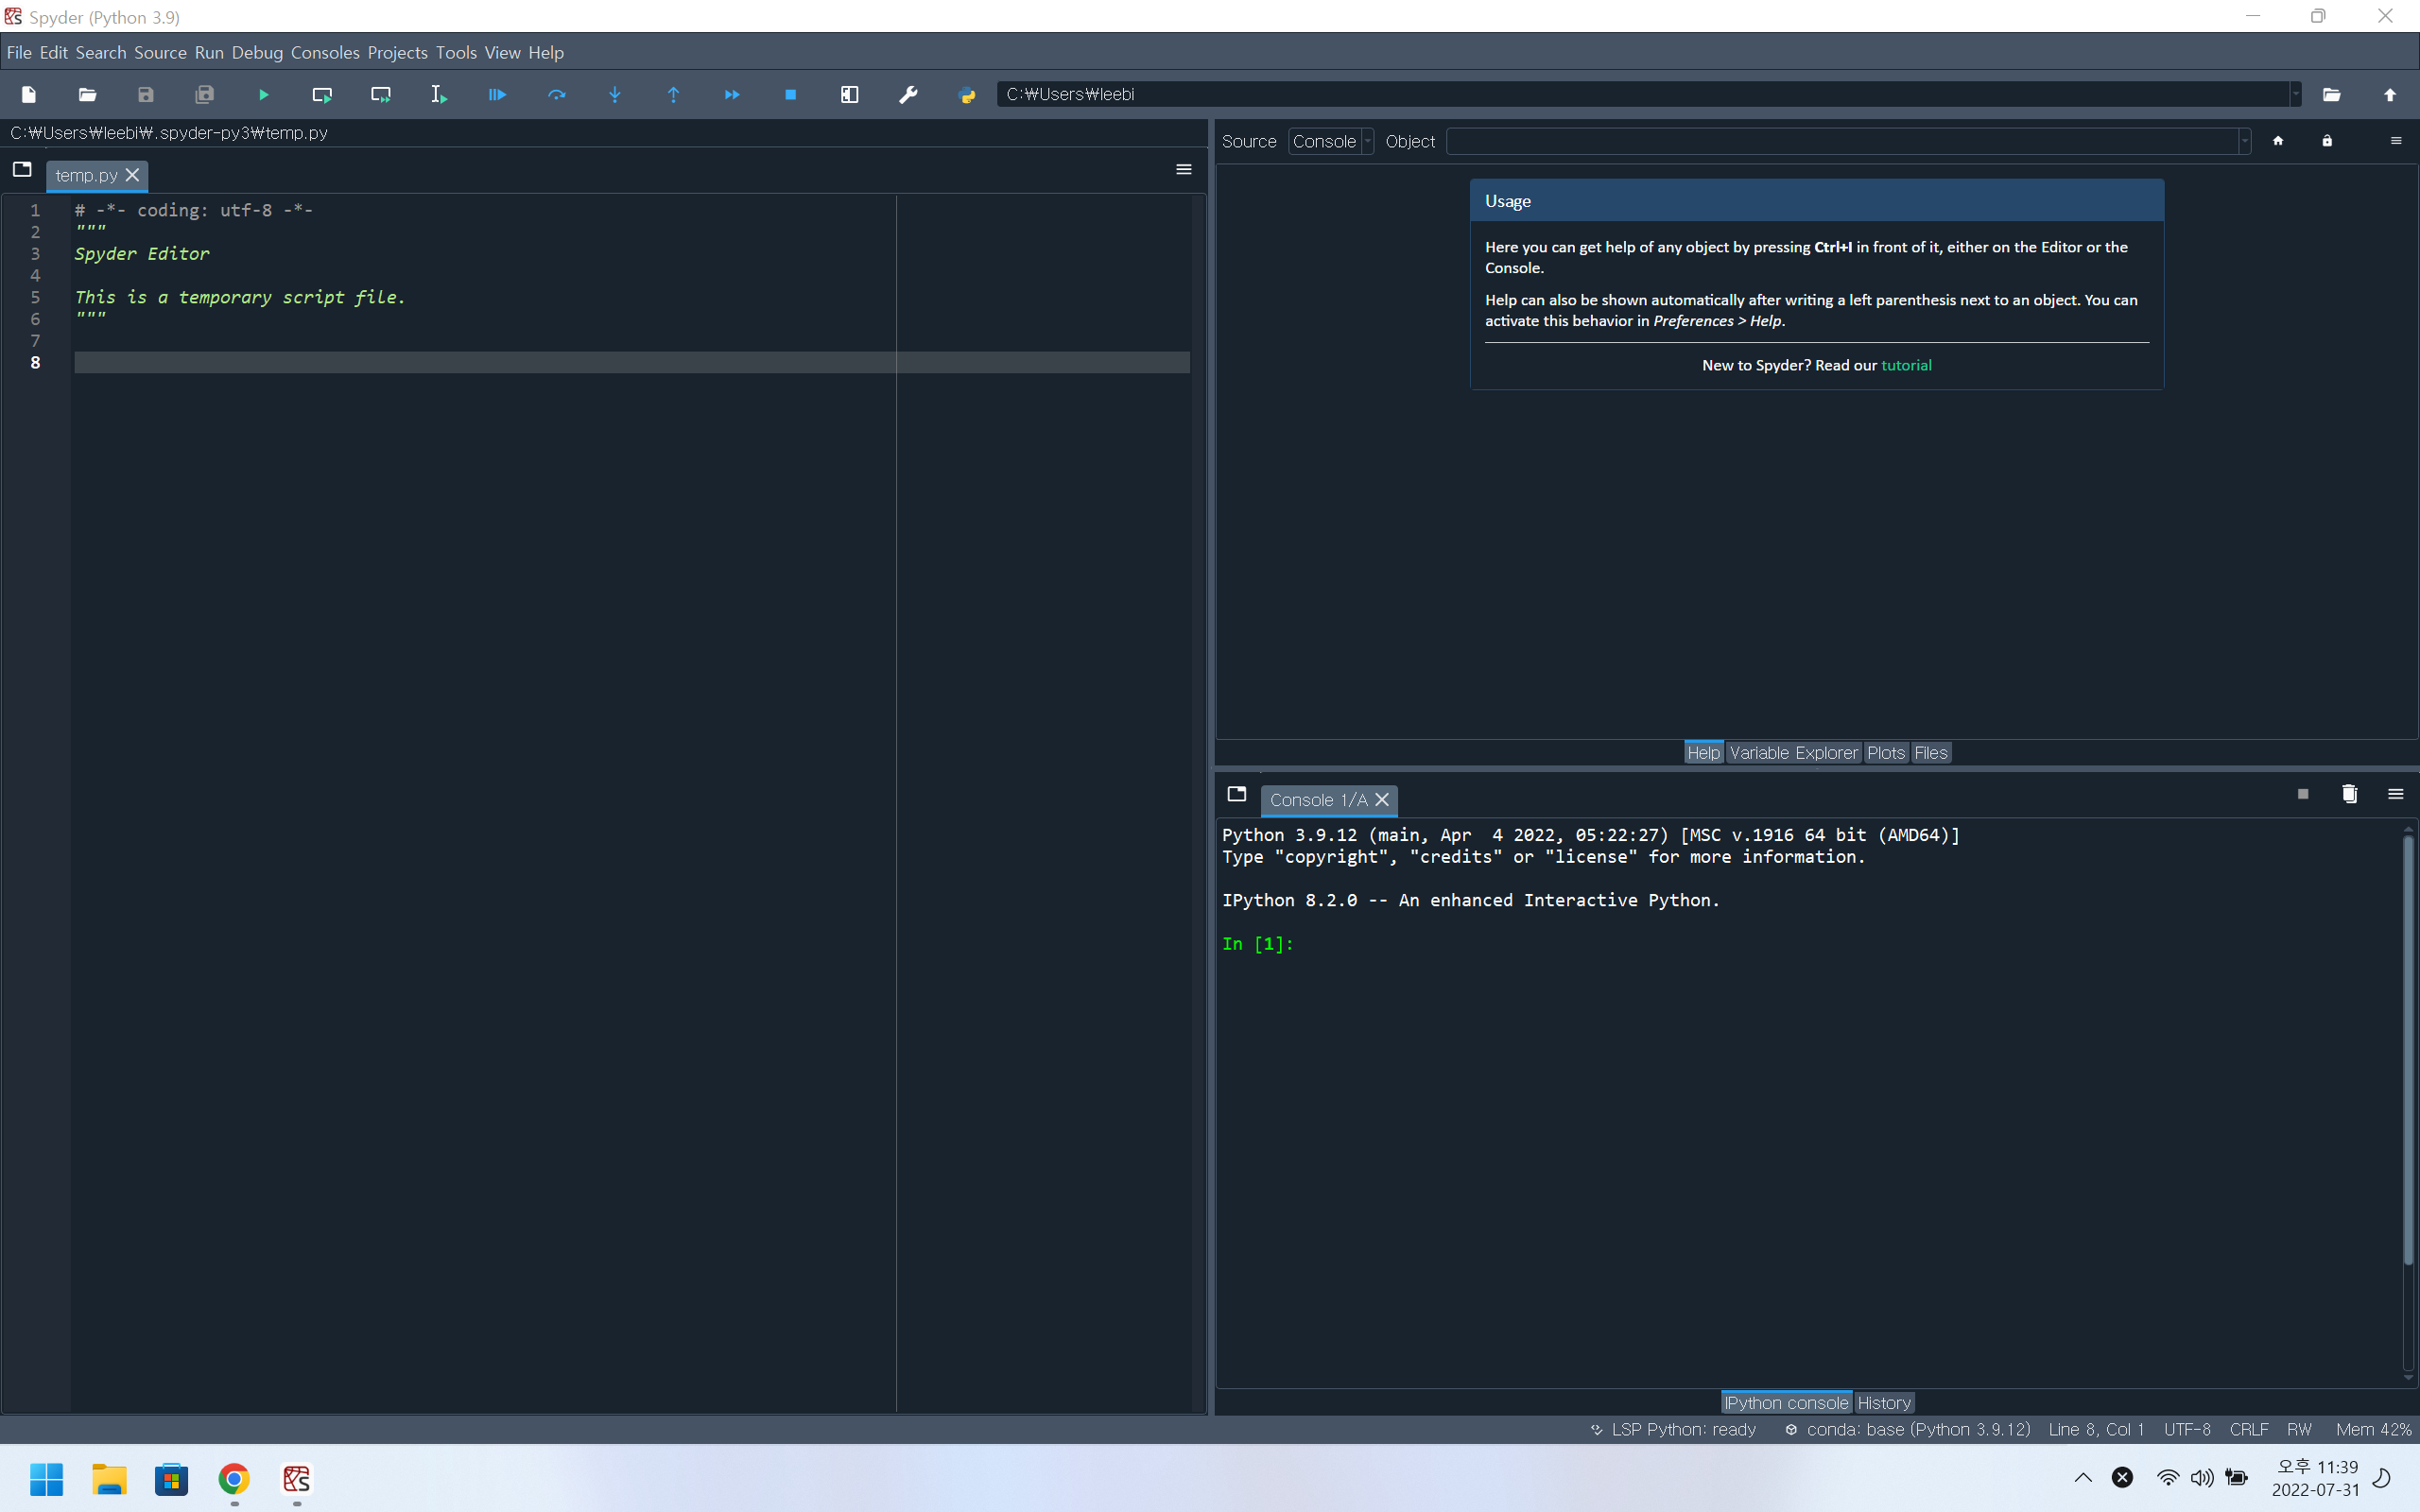 Spyder (Python 3.9)
File Edit Search Source Run Debug Consoles Projects Tools View Help
C:₩Users₩leebi
C:₩Users₩leebi₩.spyder-py3₩temp.py
temp.py
1 # -*- coding: utf-8 -*-
2 """
3 Spyder Editor
4
5 This is a temporary script file.
6 """
7
8
Source Console Object
Usage
Here you can get help of any object by pressing Ctrl+I in front of it, either on the Editor or the
Console.
Help can also be shown automatically after writing a left parenthesis next to an object. You can
activate this behavior in Preferences > Help.
New to Spyder? Read our tutorial
Help Variable Explorer Plots Files
Console 1/A
Python 3.9.12 (main, Apr  4 2022, 05:22:27) [MSC v.1916 64 bit (AMD64)]
Type "copyright", "credits" or "license" for more information.
IPython 8.2.0 -- An enhanced Interactive Python.
In [1]:
IPython console History
LSP Python: ready conda: base (Python 3.9.12) Line 8, Col 1 UTF-8 CRLF RW Mem 42%
오후 11:39
2022-07-31